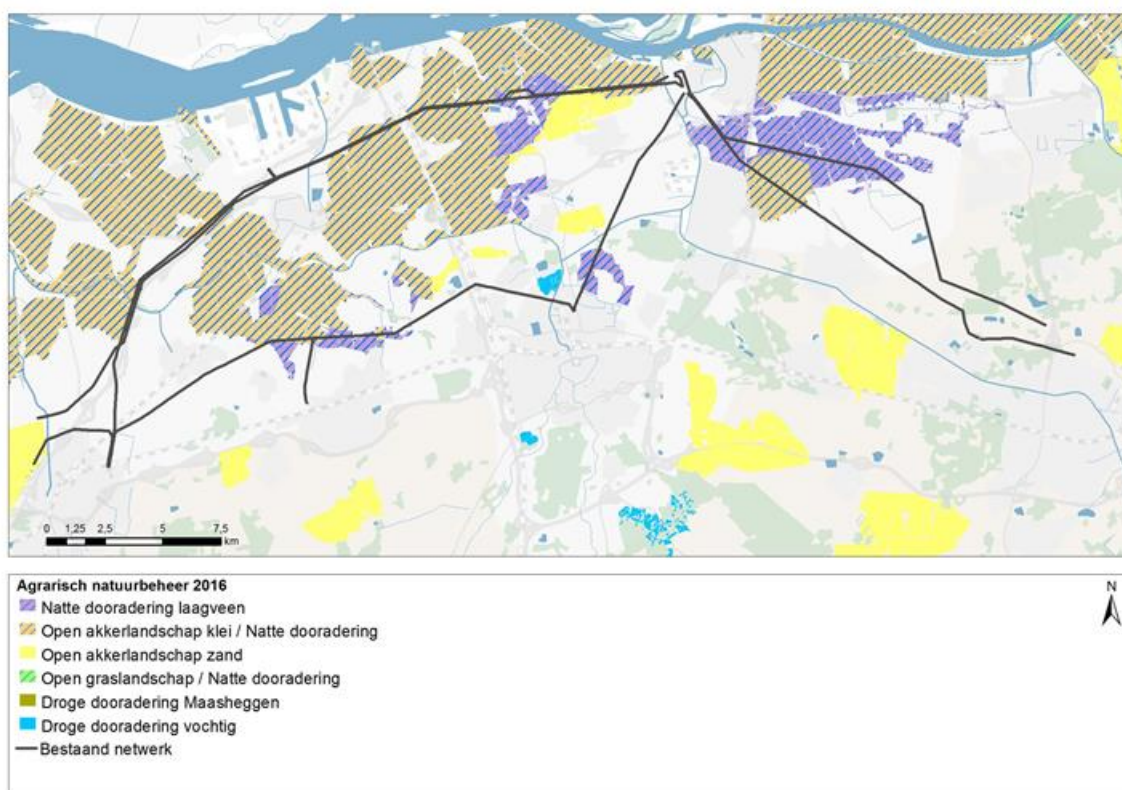 0 1,25 2,5 5 7,5
km
Agrarisch natuurbeheer 2016
N
Natte dooradering laagveen
Open akkerlandschap klei / Natte dooradering
Open akkerlandschap zand
Open graslandschap / Natte dooradering
Droge dooradering Maasheggen
Droge dooradering vochtig
Bestaand netwerk